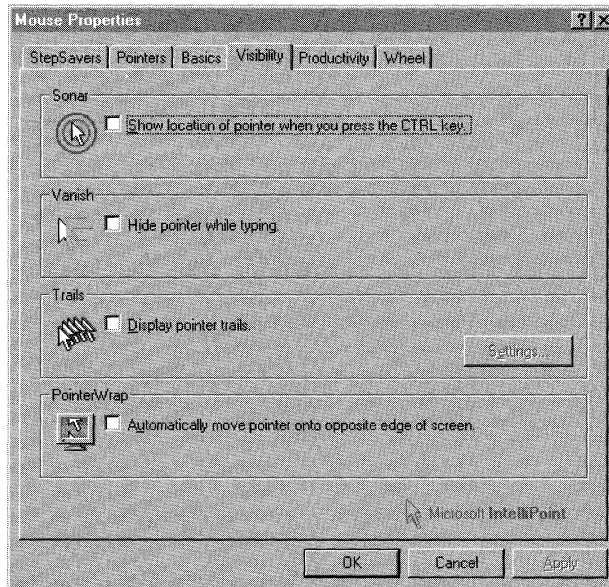 Mouse Properties
StepSavers Pointers Basics Visibility Productivity Wheel
Sonar
Show location of pointer when you press the CTRL key.
Vanish
Hide pointer while typing.
Trails
Display pointer trails.
Settings...
PointerWrap
Automatically move pointer onto opposite edge of screen.
Microsoft IntelliPoint
OK Cancel Apply